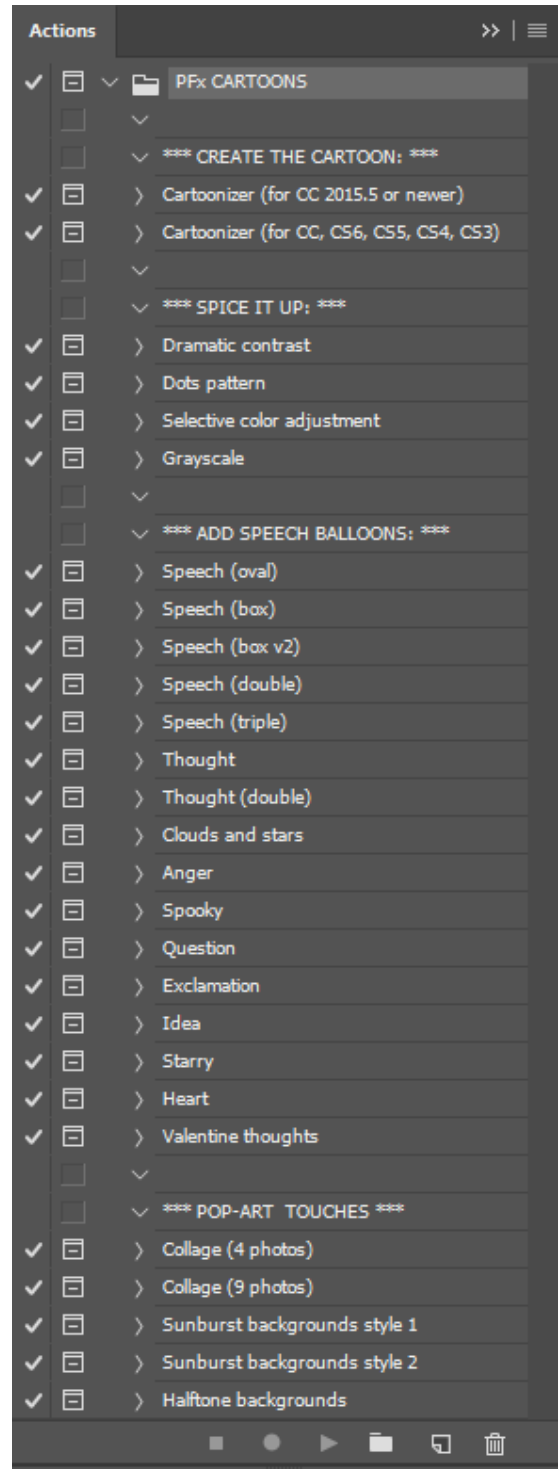 Actions
PFx CARTOONS
*** CREATE THE CARTOON: ***
Cartoonizer (for CC 2015.5 or newer)
Cartoonizer (for CC, CS6, CS5, CS4, CS3)
*** SPICE IT UP: ***
Dramatic contrast
Dots pattern
Selective color adjustment
Grayscale
*** ADD SPEECH BALLOONS: ***
Speech (oval)
Speech (box)
Speech (box v2)
Speech (double)
Speech (triple)
Thought
Thought (double)
Clouds and stars
Anger
Spooky
Question
Exclamation
Idea
Starry
Heart
Valentine thoughts
*** POP-ART  TOUCHES ***
Collage (4 photos)
Collage (9 photos)
Sunburst backgrounds style 1
Sunburst backgrounds style 2
Halftone backgrounds